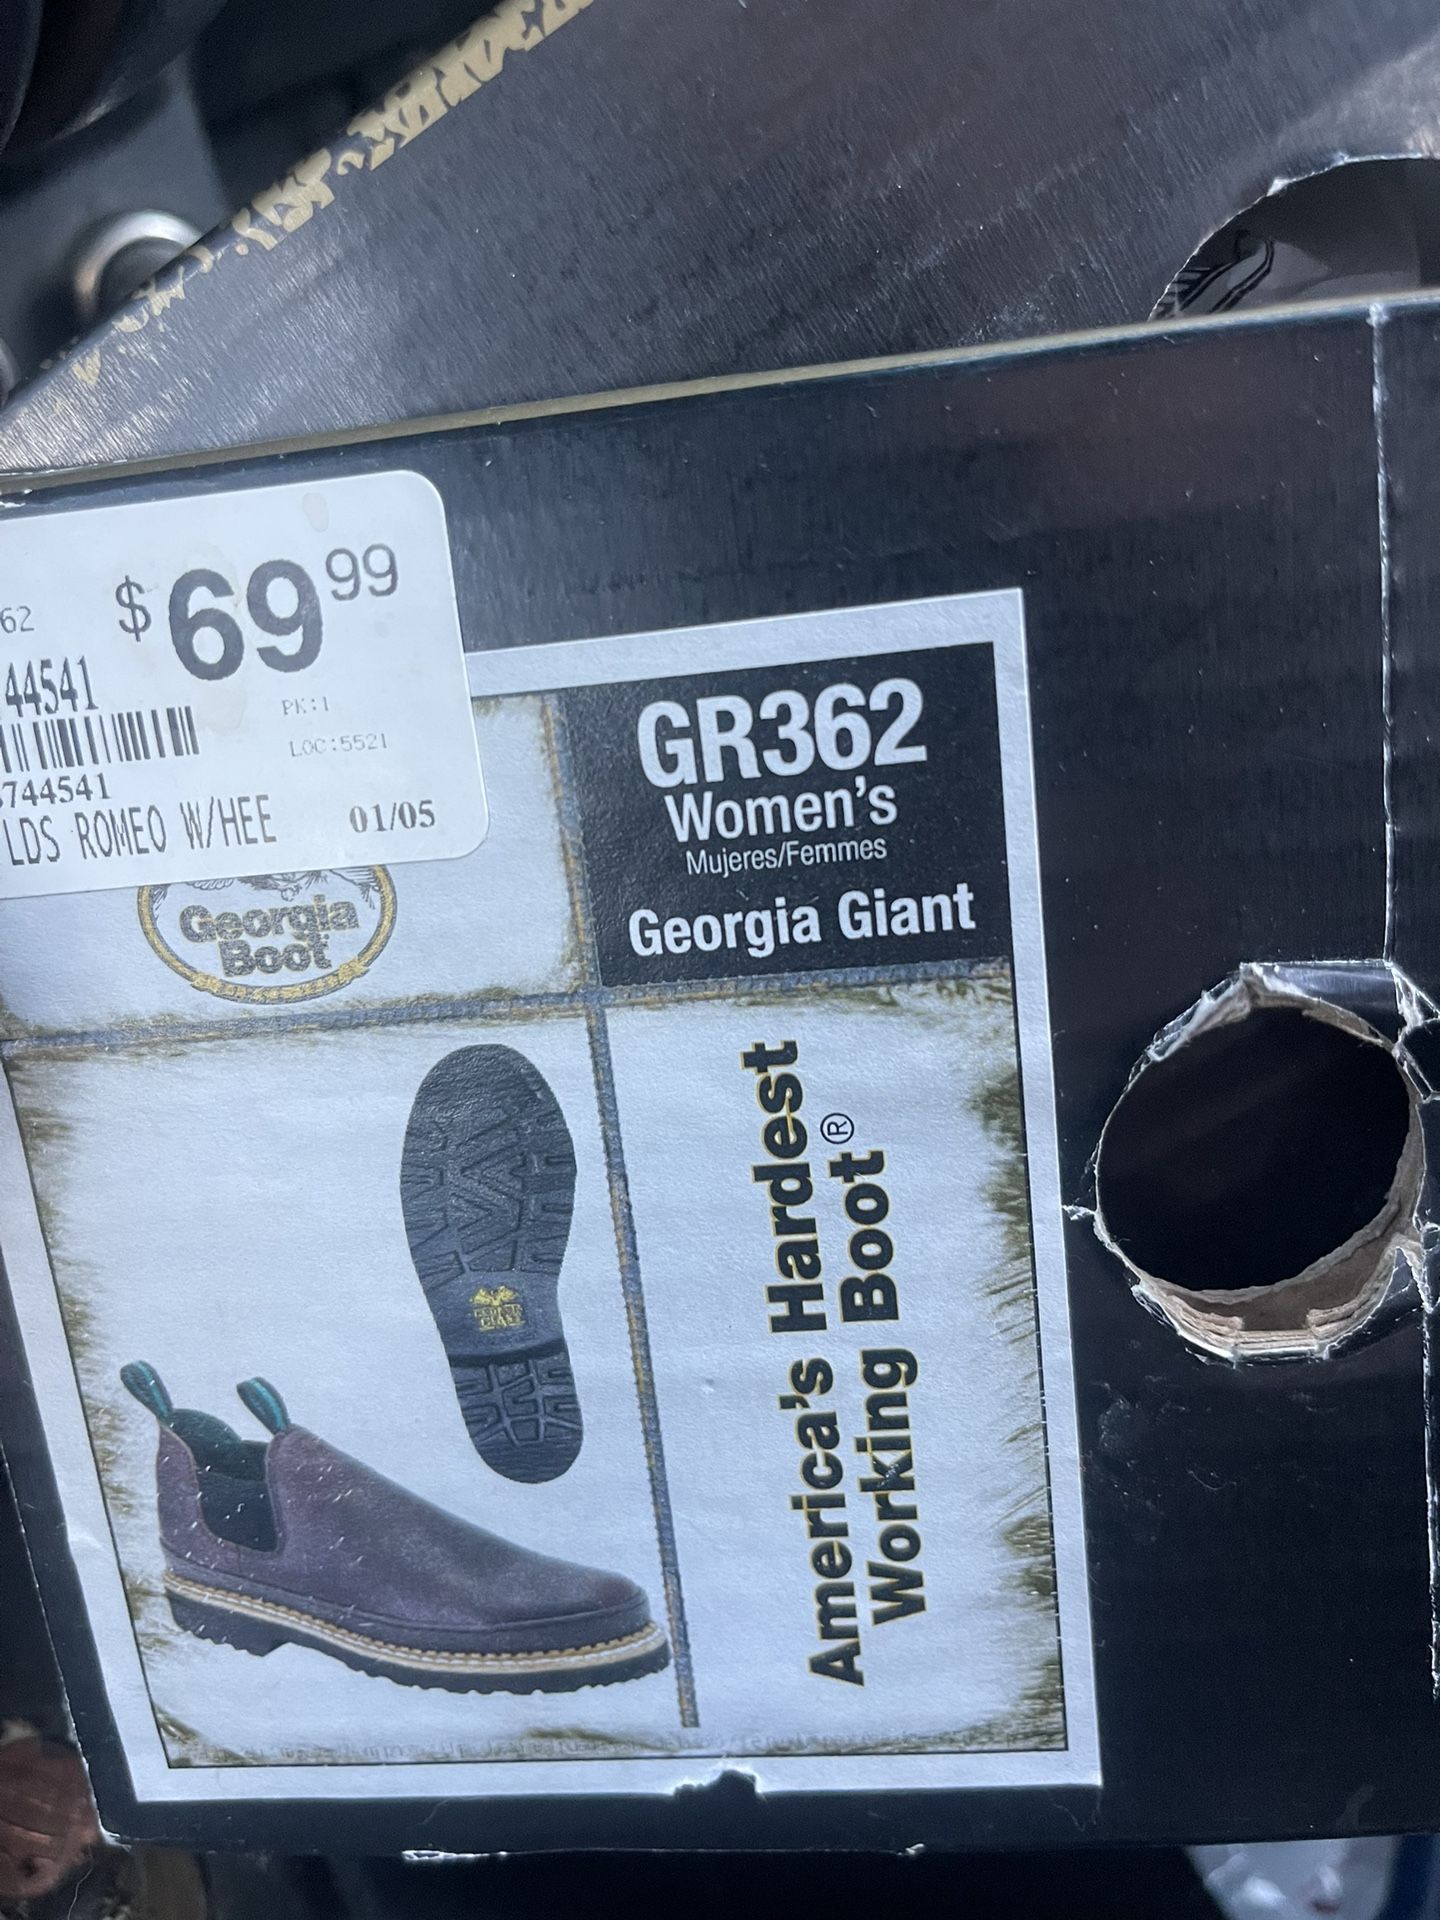 62
$69.99
44541
PK:1
LOC:5521
744541
LDS ROMEO W/HEE
01/05
GR362
Women's
Mujeres/Femmes
Georgia Giant
Georgia
Boot
America's Hardest
Working Boot®